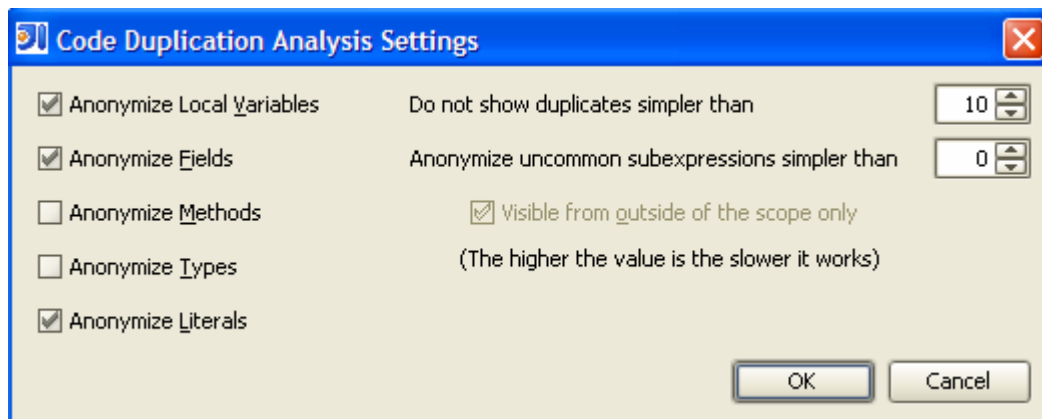 Code Duplication Analysis Settings
Anonymize Local Variables
Do not show duplicates simpler than
10
Anonymize Fields
Anonymize uncommon subexpressions simpler than
0
Anonymize Methods
Visible from outside of the scope only
Anonymize Types
(The higher the value is the slower it works)
Anonymize Literals
OK
Cancel